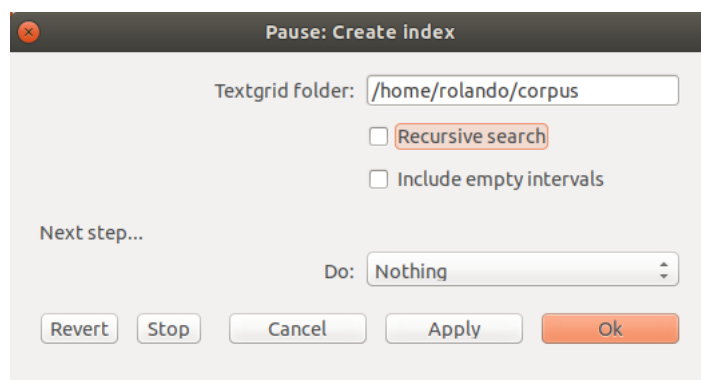 Pause: Create index
Textgrid folder: /home/rolando/corpus
Recursive search
Include empty intervals
Next step...
Do: Nothing
Revert Stop Cancel Apply Ok